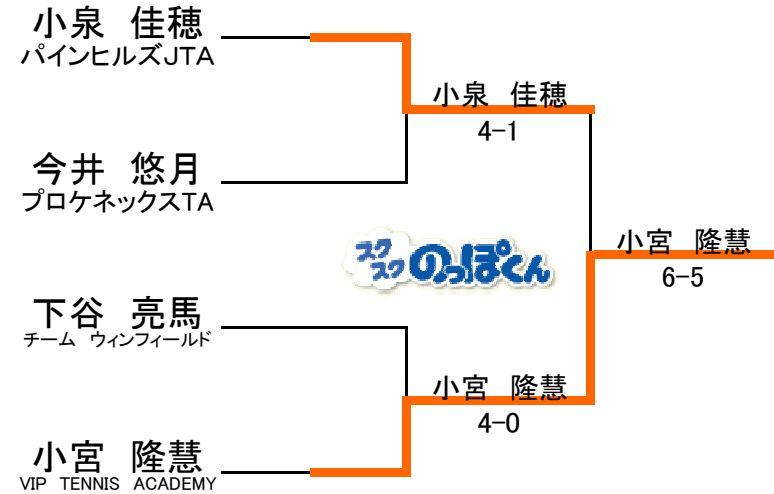 小泉　佳穂
パインヒルズJTA
小泉　佳穂
4-1
今井　悠月
プロケネックスTA
スクスクのっぽくん
小宮　隆慧
6-5
下谷　亮馬
チーム　ウィンフィールド
小宮　隆慧
4-0
小宮　隆慧
VIP TENNIS ACADEMY